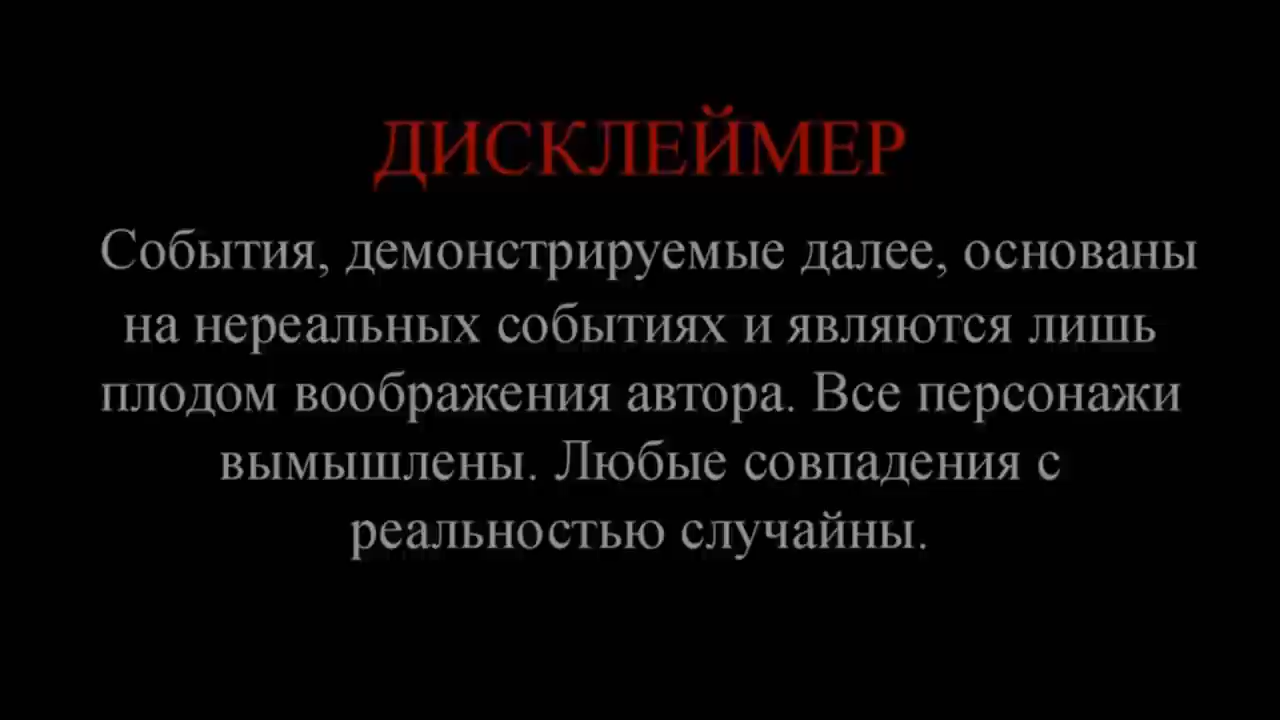 ДИСКЛЕЙМЕР
События, демонстрируемые далее, основаны
на нереальных событиях и являются лишь
плодом воображения автора. Все персонажи
вымышлены. Любые совпадения с
реальностью случайны.